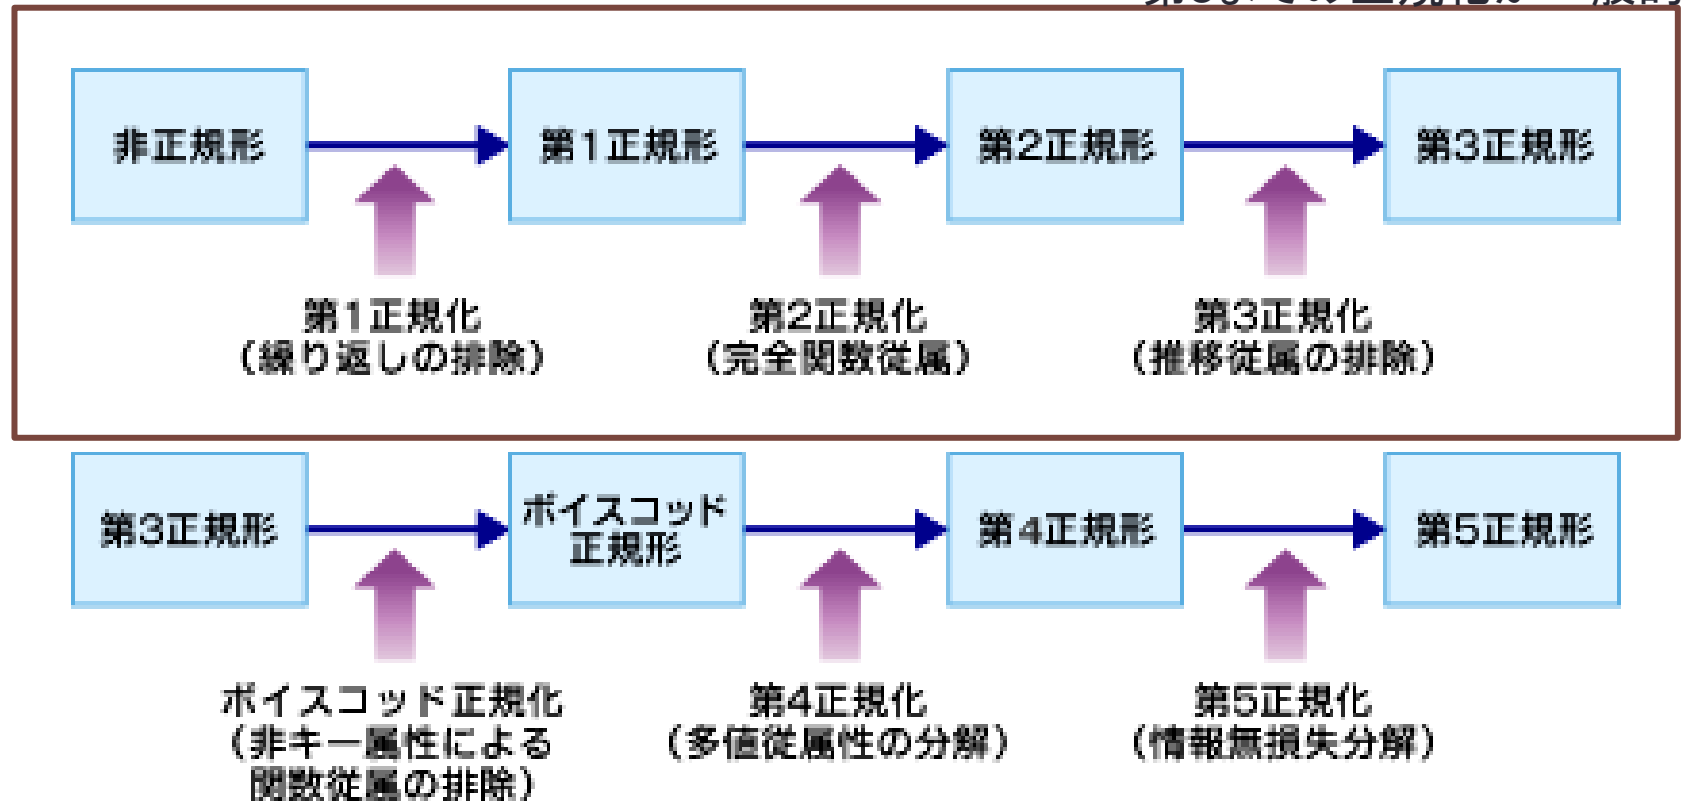 非正規形
第1正規形
第2正規形
第3正規形
第1正規化
（繰り返しの排除）
第2正規化
（完全関数従属）
第3正規化
（推移従属の排除）
第3正規形
ボイスコッド
正規形
第4正規形
第5正規形
ボイスコッド正規化
（非キー属性による
関数従属の排除）
第4正規化
（多値従属性の分解）
第5正規化
（情報無損失分解）